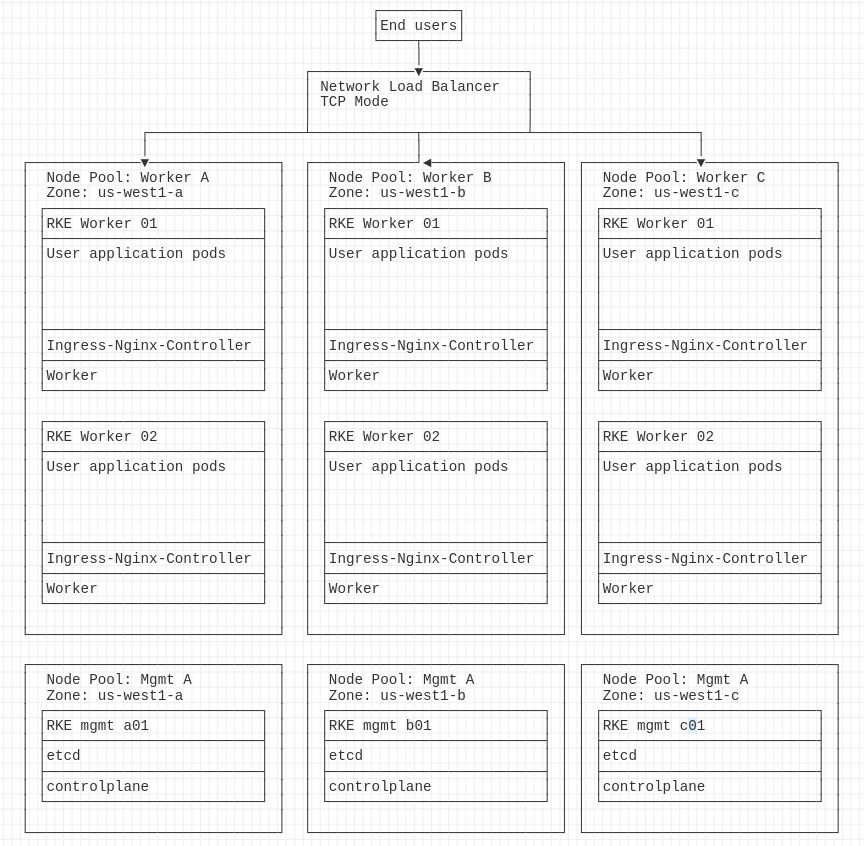 End users
Network Load Balancer
TCP Mode
Node Pool: Worker A
Zone: us-west1-a
RKE Worker 01
User application pods
Ingress-Nginx-Controller
Worker
RKE Worker 02
User application pods
Ingress-Nginx-Controller
Worker
Node Pool: Worker B
Zone: us-west1-b
RKE Worker 01
User application pods
Ingress-Nginx-Controller
Worker
RKE Worker 02
User application pods
Ingress-Nginx-Controller
Worker
Node Pool: Worker C
Zone: us-west1-c
RKE Worker 01
User application pods
Ingress-Nginx-Controller
Worker
RKE Worker 02
User application pods
Ingress-Nginx-Controller
Worker
Node Pool: Mgmt A
Zone: us-west1-a
RKE mgmt a01
etcd
controlplane
Node Pool: Mgmt A
Zone: us-west1-b
RKE mgmt b01
etcd
controlplane
Node Pool: Mgmt A
Zone: us-west1-c
RKE mgmt c01
etcd
controlplane